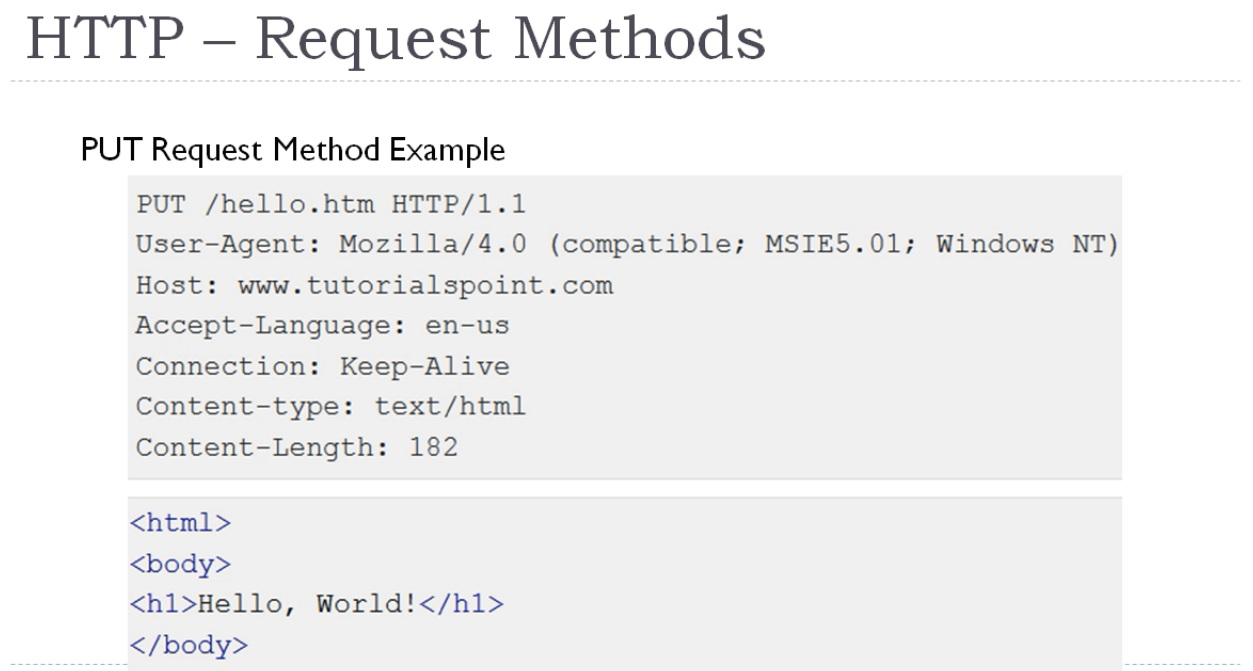 HTTP – Request Methods
PUT Request Method Example
PUT /hello.htm HTTP/1.1
User-Agent: Mozilla/4.0 (compatible; MSIE5.01; Windows NT)
Host: www.tutorialspoint.com
Accept-Language: en-us
Connection: Keep-Alive
Content-type: text/html
Content-Length: 182
<html>
<body>
<h1>Hello, World!</h1>
</body>